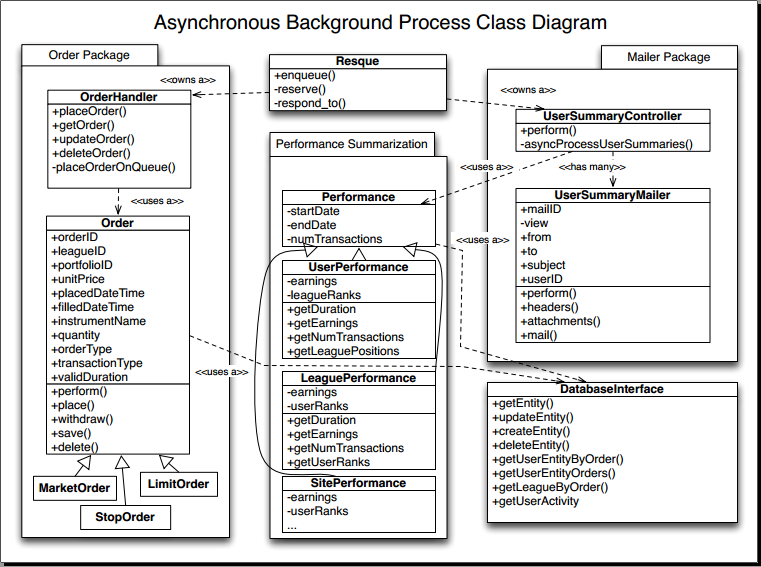 Asynchronous Background Process Class Diagram
Order Package
<<owns a>>
OrderHandler
+placeOrder()
+getOrder()
+updateOrder()
+deleteOrder()
-placeOrderOnQueue()
<<uses a>>
Order
+orderID
+leagueID
+portfolioID
+unitPrice
+placedDateTime
+filledDateTime
+instrumentName
+quantity
+orderType
+transactionType
+validDuration
+perform()
+place()
+withdraw()
+save()
+delete()
MarketOrder
LimitOrder
StopOrder
<<uses a>>
Resque
+enqueue()
-reserve()
-respond_to()
Performance Summarization
Performance
-startDate
-endDate
-numTransactions
UserPerformance
-earnings
-leagueRanks
+getDuration
+getEarnings
+getNumTransactions
+getLeaguePositions
LeaguePerformance
-earnings
-userRanks
+getDuration
+getEarnings
+getNumTransactions
+getUserRanks
SitePerformance
-earnings
-userRanks
...
Mailer Package
<<owns a>>
UserSummaryController
+perform()
-asyncProcessUserSummaries()
<<uses a>>
<<has many>>
UserSummaryMailer
+mailID
-view
+from
+to
+subject
+userID
+perform()
+headers()
+attachments()
+mail()
<<uses a>>
DatabaseInterface
+getEntity()
+updateEntity()
+createEntity()
+deleteEntity()
+getUserEntityByOrder()
+getUserEntityOrders()
+getLeagueByOrder()
+getUserActivity